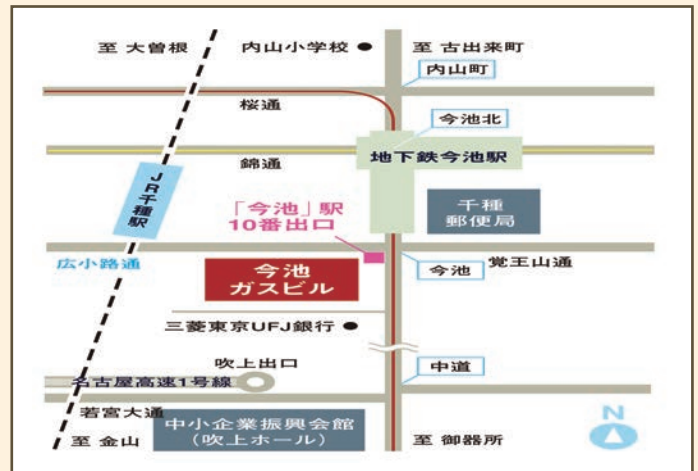 至 大曽根
内山小学校
至 古出来町
内山町
桜通
今池北
地下鉄今池駅
錦通
JR千種駅
千種
郵便局
「今池」駅
10番出口
広小路通
今池
ガスビル
今池
覚王山通
三菱東京UFJ銀行
吹上出口
中道
名古屋高速1号線
若宮大通
中小企業振興会館
(吹上ホール)
至 金山
至 御器所
N